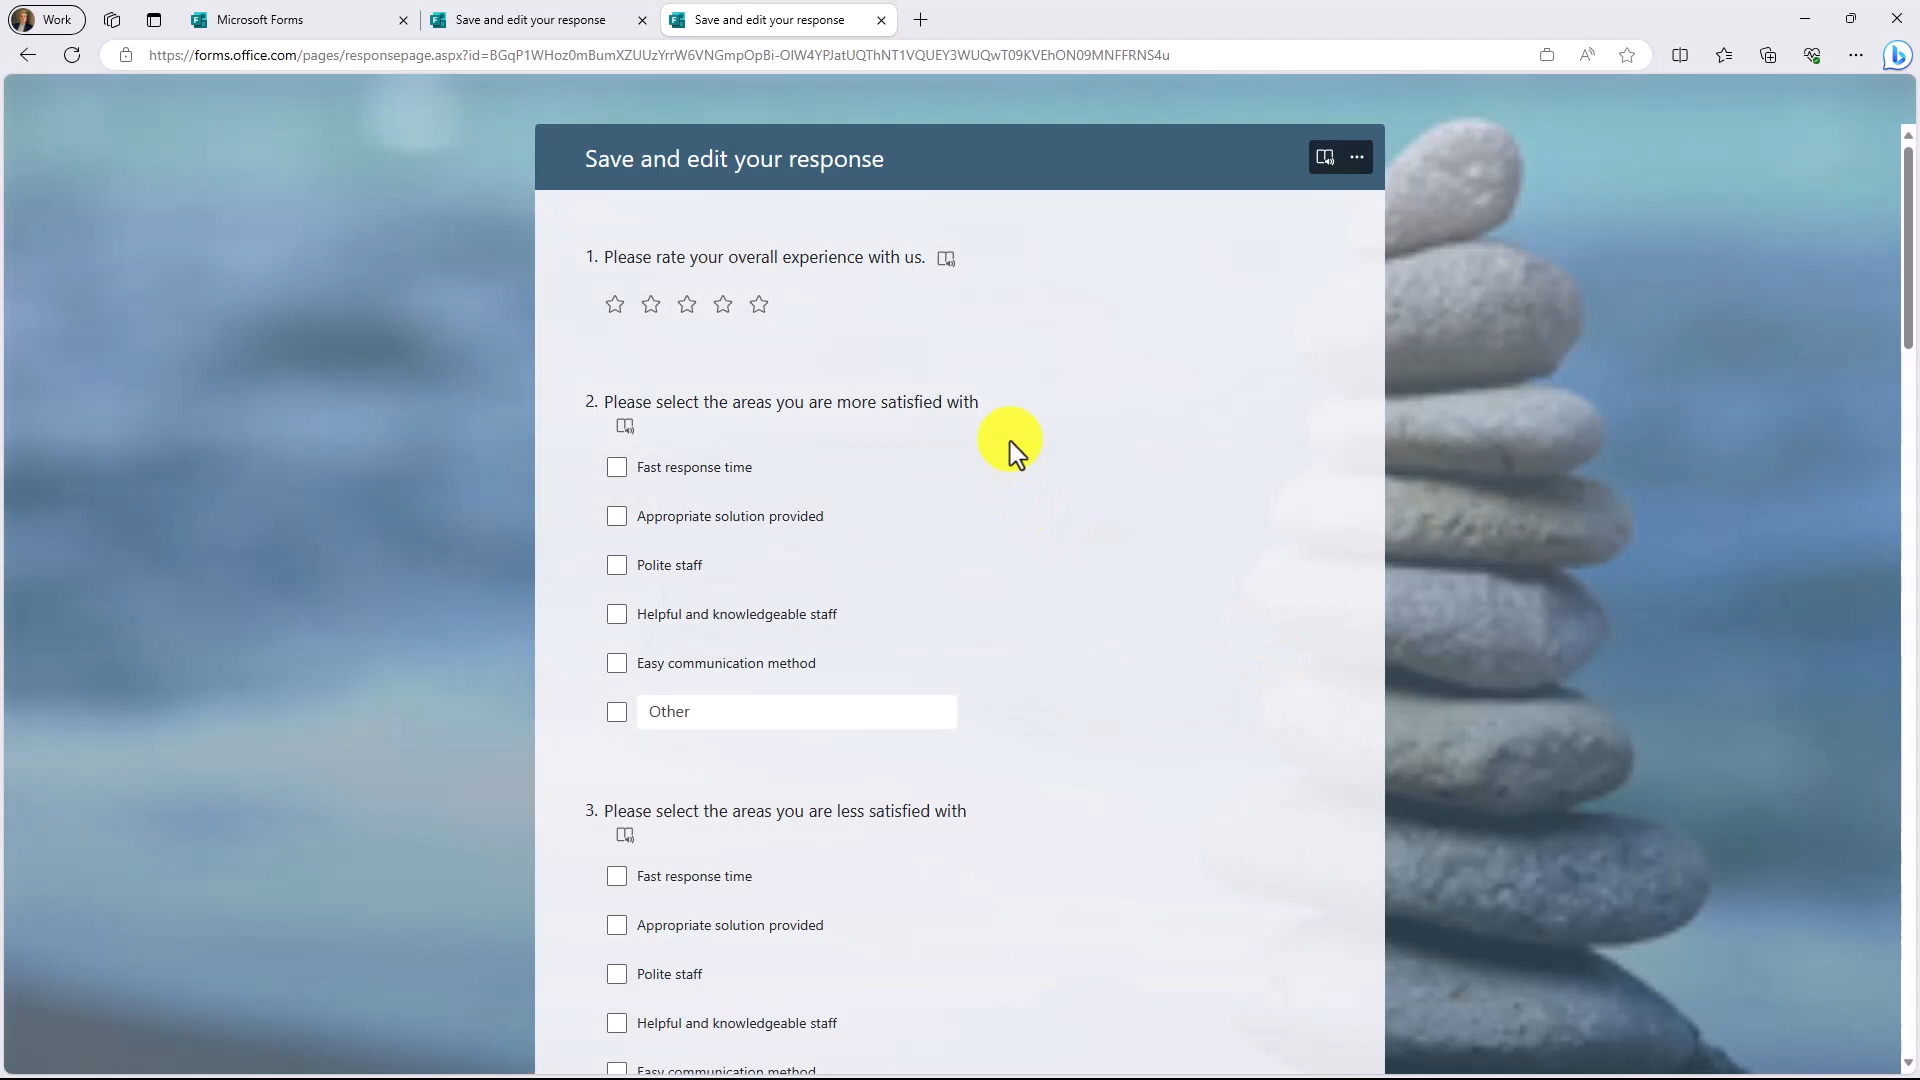 Work
Microsoft Forms
Save and edit your response
Save and edit your response
https://forms.office.com/pages/responsepage.aspx?id=BGqP1WHoz0mBumXZUUzYrrW6VNGmpOpBi-OlW4YPJatUQThNT1VQUEY3WUQwT09KVEhON09MNFFRNS4u
Save and edit your response
1. Please rate your overall experience with us.
2. Please select the areas you are more satisfied with
Fast response time
Appropriate solution provided
Polite staff
Helpful and knowledgeable staff
Easy communication method
Other
3. Please select the areas you are less satisfied with
Fast response time
Appropriate solution provided
Polite staff
Helpful and knowledgeable staff
Easy communication method